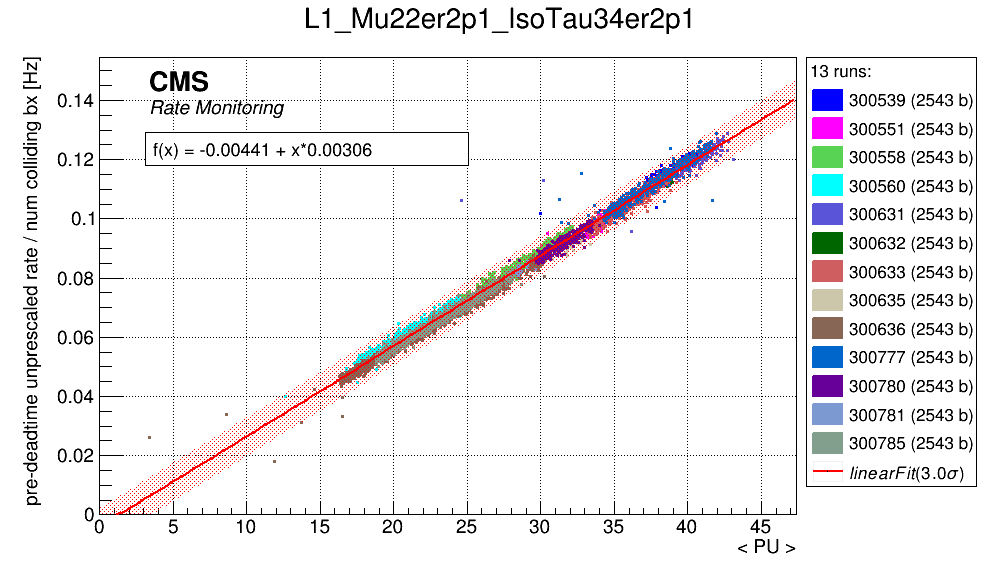 L1_Mu22er2p1_IsoTau34er2p1
pre-deadtime unprescaled rate / num colliding bx [Hz]
CMS
Rate Monitoring
f(x) = -0.00441 + x*0.00306
0.14
0.12
0.1
0.08
0.06
0.04
0.02
0
0 5 10 15 20 25 30 35 40 45
< PU >
13 runs:
300539 (2543 b)
300551 (2543 b)
300558 (2543 b)
300560 (2543 b)
300631 (2543 b)
300632 (2543 b)
300633 (2543 b)
300635 (2543 b)
300636 (2543 b)
300777 (2543 b)
300780 (2543 b)
300781 (2543 b)
300785 (2543 b)
linearFit(3.0σ)